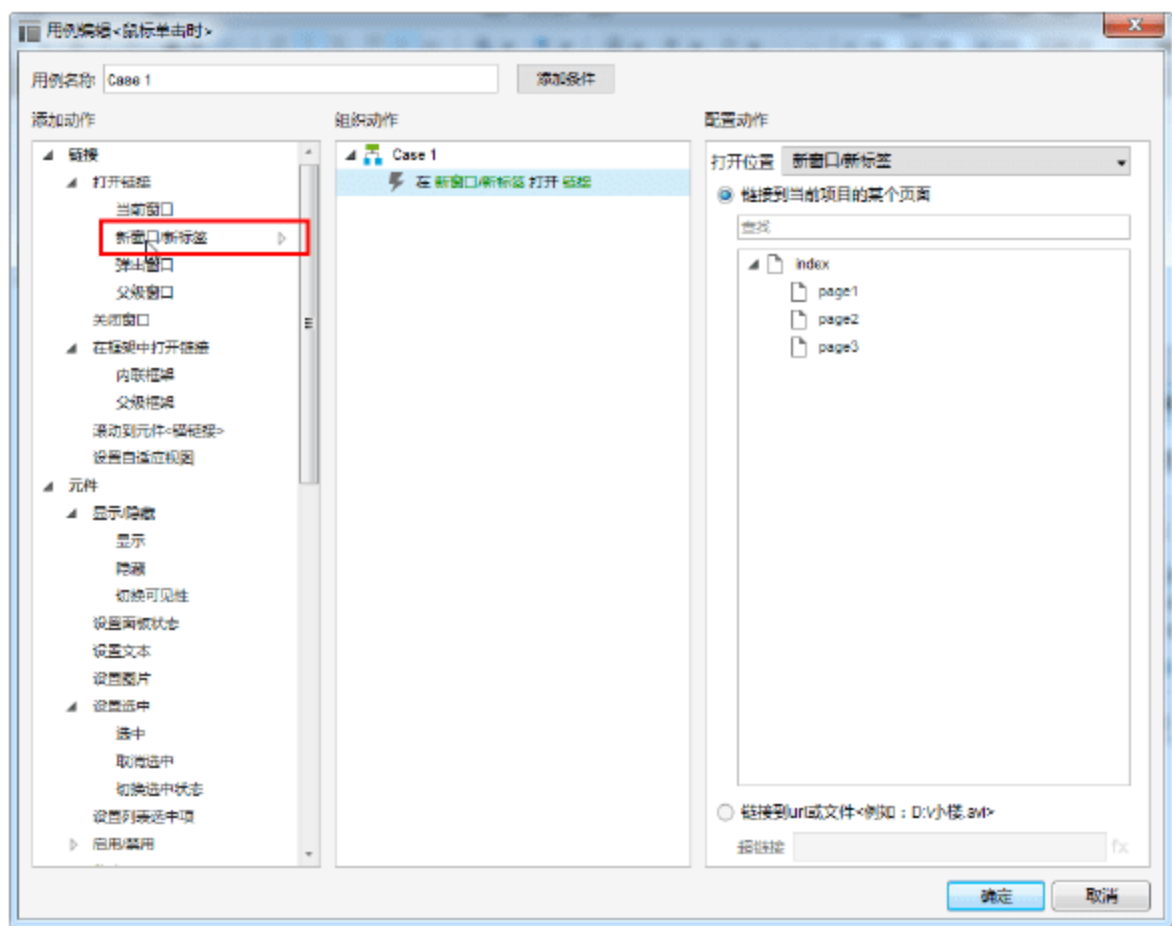 用例编辑<鼠标单击时>
用例名称 Case 1 添加条件
添加动作
链接
打开链接
当前窗口
新窗口/新标签
弹出窗口
父级窗口
关闭窗口
在框架中打开链接
内联框架
父级框架
滚动到元件<锚链接>
设置自适应视图
元件
显示/隐藏
显示
隐藏
切换可见性
设置面板状态
设置文本
设置图片
设置选中
选中
取消选中
切换选中状态
设置列表选中项
启用/禁用
组织动作
Case 1
在 新窗口/新标签 打开 链接
配置动作
打开位置 新窗口/新标签
链接到当前项目的某个页面
查找
index
page1
page2
page3
链接到url或文件<例如：D:\小楼.avi>
超链接 fx
确定 取消